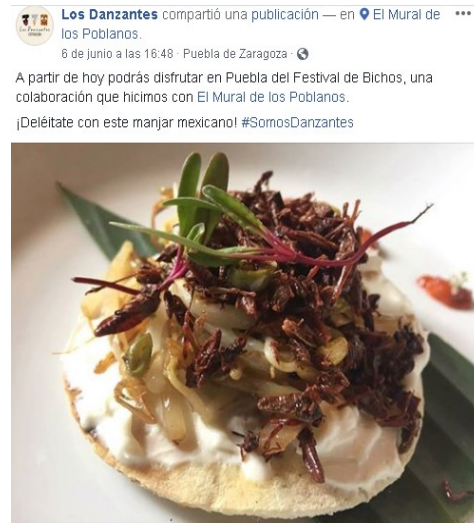 Los Danzantes compartió una publicación — en El Mural de
los Poblanos.
6 de junio a las 16:48 · Puebla de Zaragoza ·
A partir de hoy podrás disfrutar en Puebla del Festival de Bichos, una
colaboración que hicimos con El Mural de los Poblanos.
¡Deléitate con este manjar mexicano! #SomosDanzantes